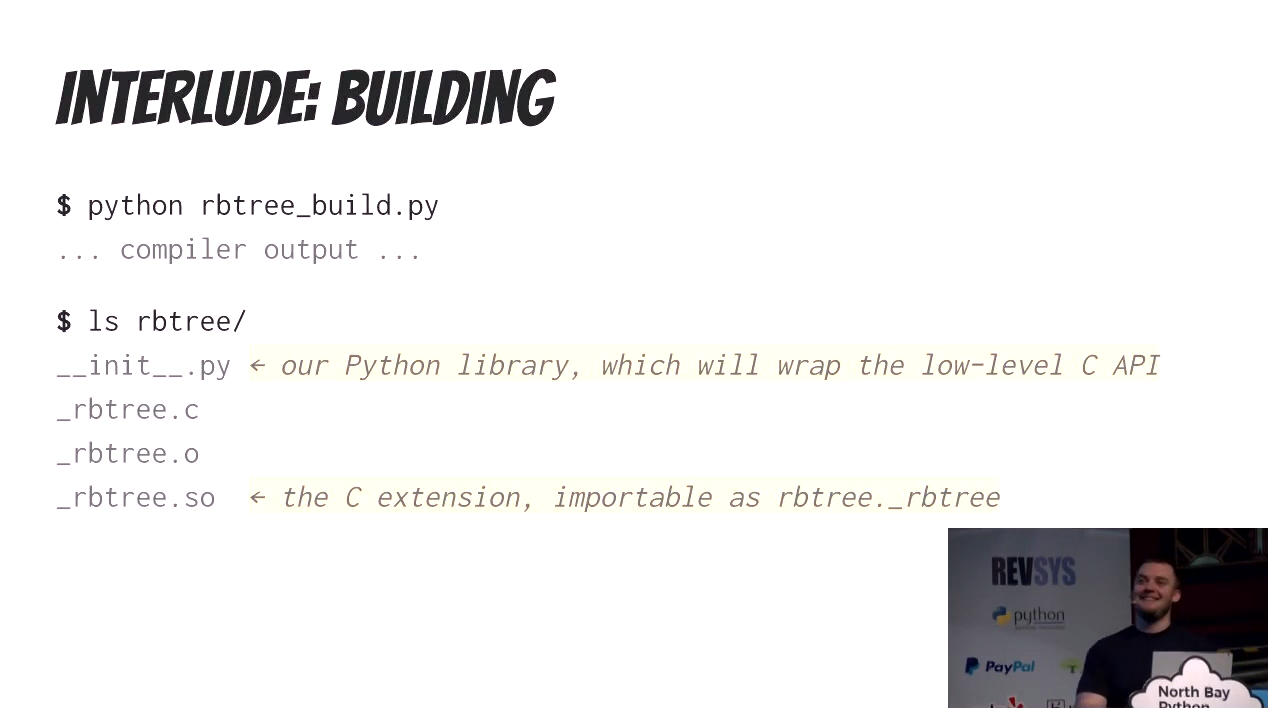 INTERLUDE: BUILDING
$ python rbtree_build.py
... compiler output ...
$ ls rbtree/
__init__.py ← our Python library, which will wrap the low-level C API
_rbtree.c
_rbtree.o
_rbtree.so ← the C extension, importable as rbtree._rbtree
REVSYS
python
PayPal
North Bay
Python